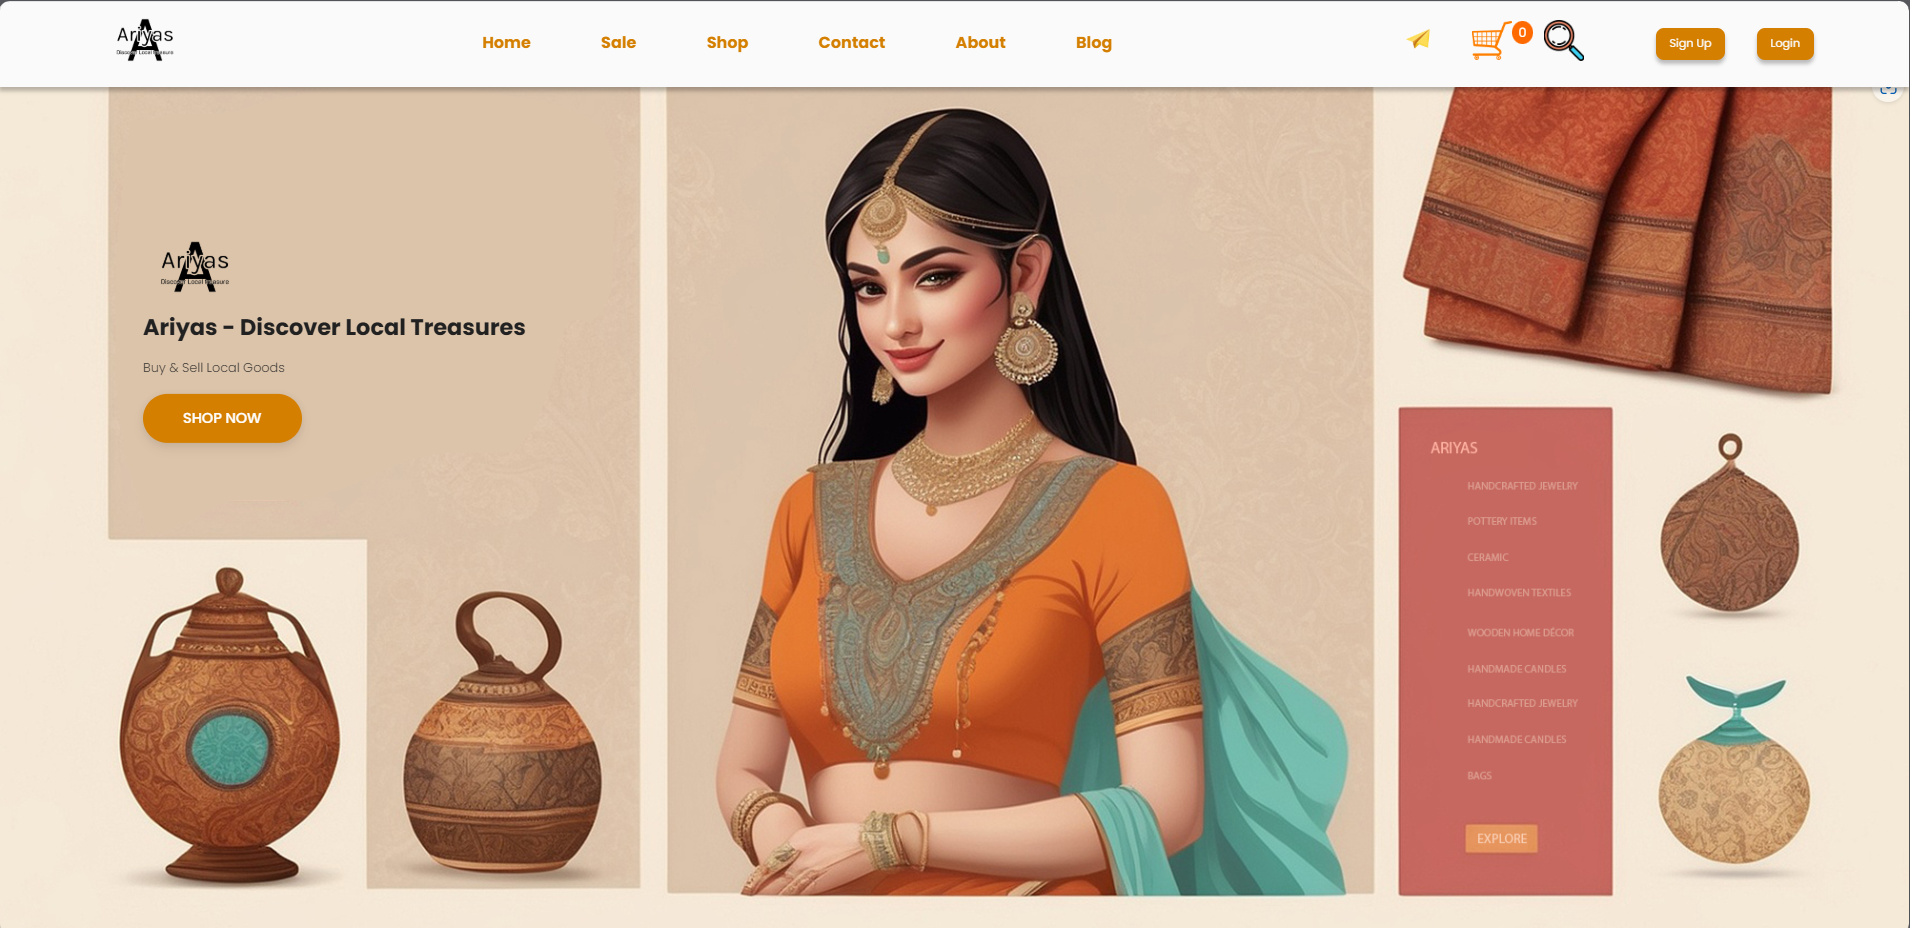 Ariyas
Discover Local Treasure
Home
Sale
Shop
Contact
About
Blog
0
Sign Up
Login
Ariyas
Discover Local Treasure
Ariyas - Discover Local Treasures
Buy & Sell Local Goods
SHOP NOW
ARIYAS
HANDCRAFTED JEWELRY
POTTERY ITEMS
CERAMIC
HANDWOVEN TEXTILES
WOODEN HOME DÉCOR
HANDMADE CANDLES
HANDCRAFTED JEWELRY
HANDMADE CANDLES
BAGS
EXPLORE